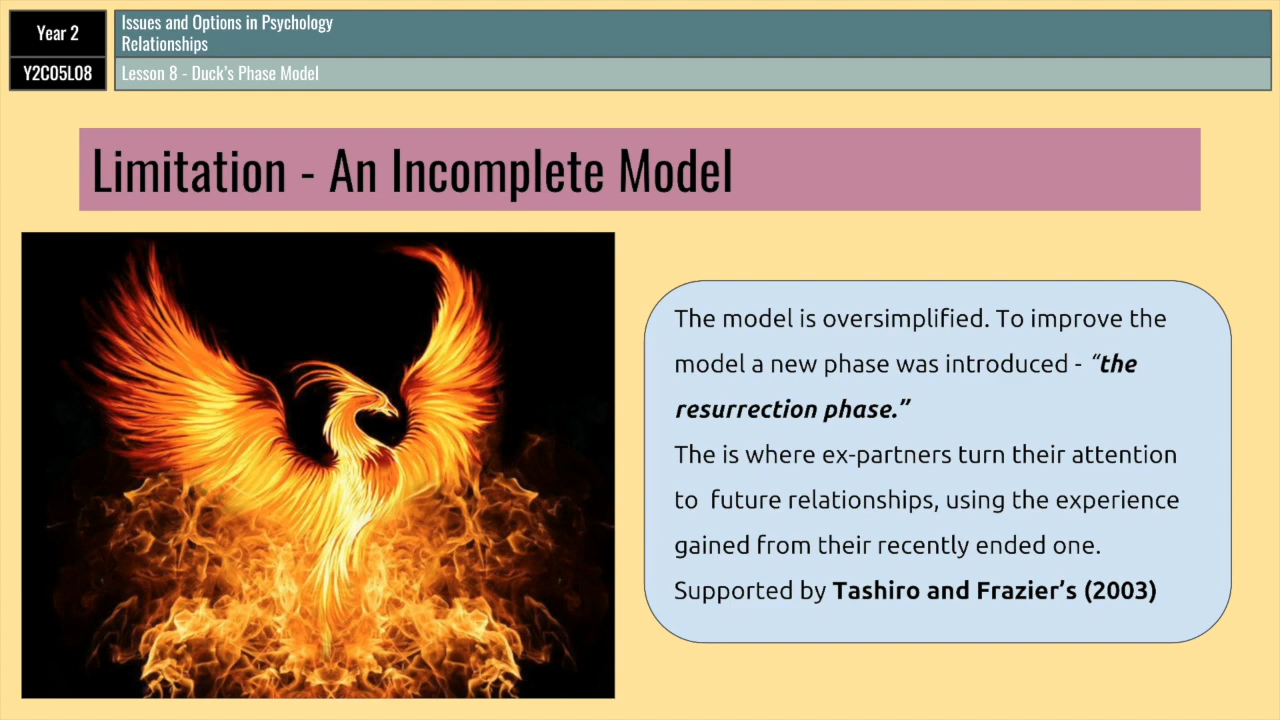 Year 2
Issues and Options in Psychology
Relationships
Y2C05L08
Lesson 8 - Duck's Phase Model
Limitation - An Incomplete Model
The model is oversimplified. To improve the
model a new phase was introduced - “the
resurrection phase.”
The is where ex-partners turn their attention
to  future relationships, using the experience
gained from their recently ended one.
Supported by Tashiro and Frazier’s (2003)